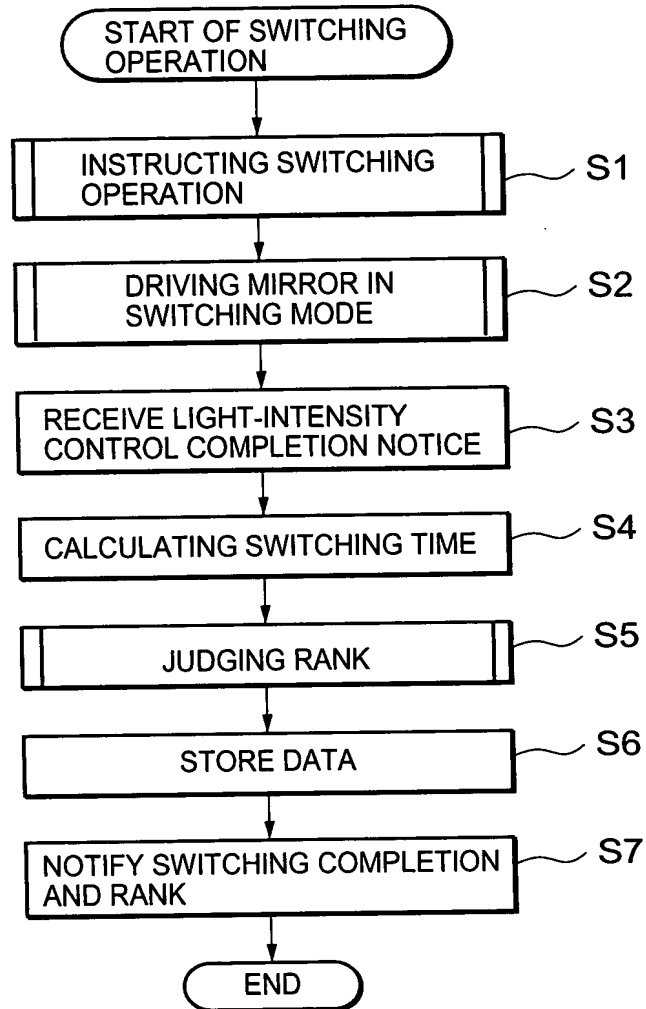 START OF SWITCHING
OPERATION
INSTRUCTING SWITCHING
OPERATION
S1
DRIVING MIRROR IN
SWITCHING MODE
S2
RECEIVE LIGHT-INTENSITY
CONTROL COMPLETION NOTICE
S3
CALCULATING SWITCHING TIME
S4
JUDGING RANK
S5
STORE DATA
S6
NOTIFY SWITCHING COMPLETION
AND RANK
S7
END